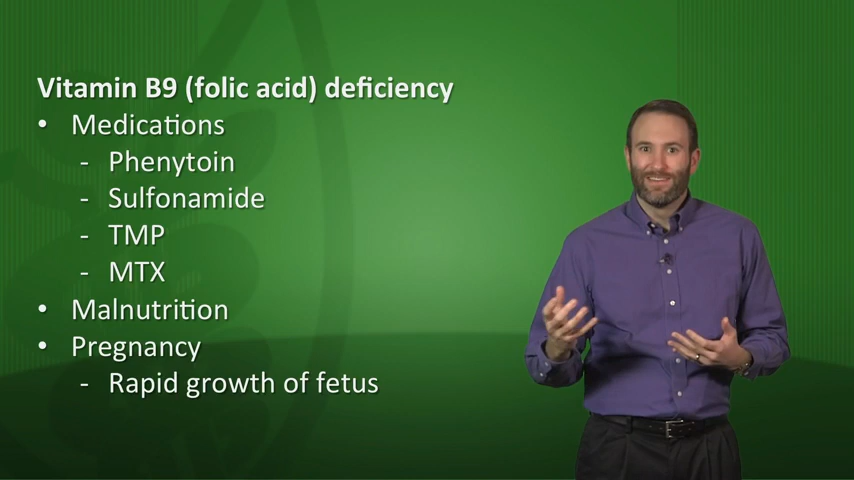 Vitamin B9 (folic acid) deficiency
• Medications
- Phenytoin
- Sulfonamide
- TMP
- MTX
• Malnutrition
• Pregnancy
- Rapid growth of fetus